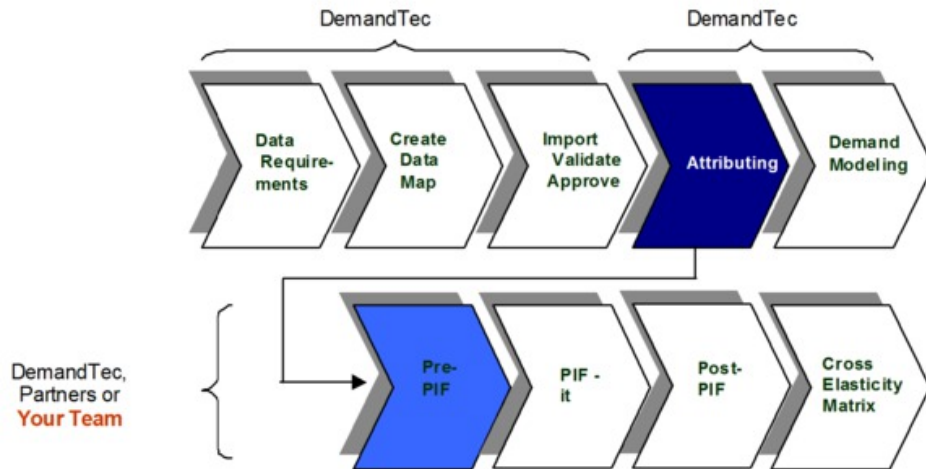 DemandTec
DemandTec
Data
Require-
ments
Create
Data
Map
Import
Validate
Approve
Attributing
Demand
Modeling
DemandTec,
Partners or
Your Team
Pre-
PIF
PIF -
it
Post-
PIF
Cross
Elasticity
Matrix